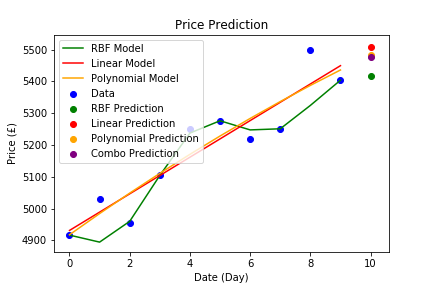 Price Prediction
RBF Model
Linear Model
Polynomial Model
Data
RBF Prediction
Linear Prediction
Polynomial Prediction
Combo Prediction
Price (£)
5500
5400
5300
5200
5100
5000
4900
0 2 4 6 8 10
Date (Day)